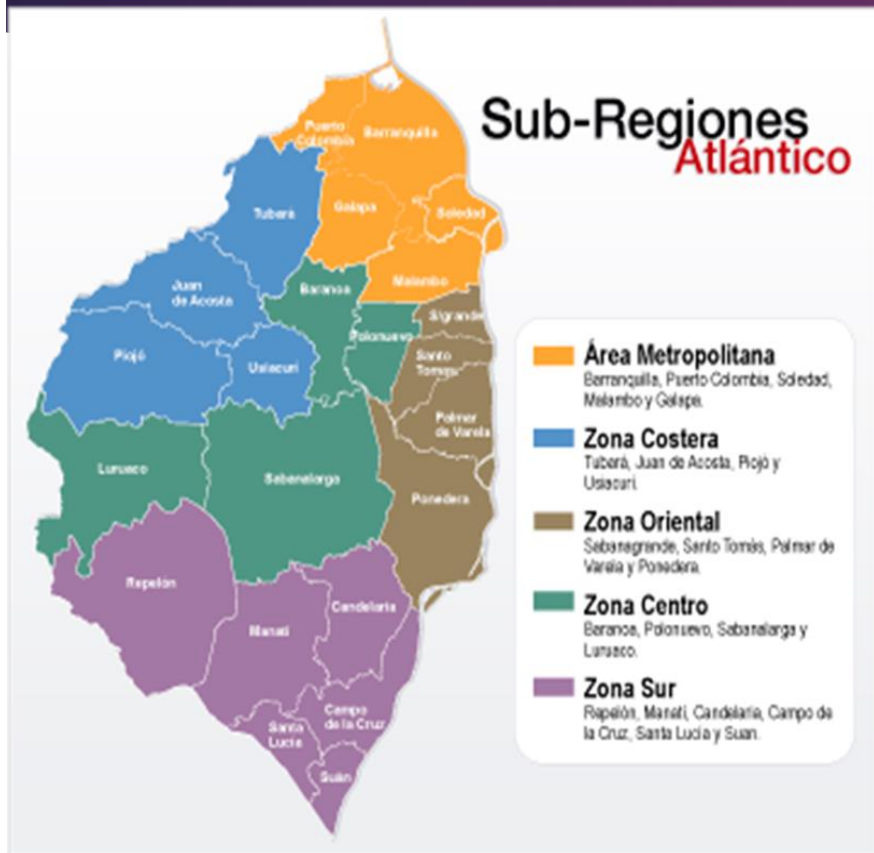 Sub-Regiones
Atlántico
Puerto
Colombia
Barranquilla
Galapa
Soledad
Tubará
Malambo
Juan
de Acosta
Baranoa
S/grande
Polonuevo
Piojó
Usiacurí
Santo
Tomás
Palmar
de Varela
Luruaco
Sabanalarga
Ponedera
Repelón
Candelaria
Manatí
Campo
de la Cruz
Santa
Lucía
Suán
Área Metropolitana
Barranquilla, Puerto Colombia, Soledad,
Malambo y Galapa.
Zona Costera
Tubará, Juan de Acosta, Piojó y
Usiacurí.
Zona Oriental
Sabanagrande, Santo Tomás, Palmar de
Varela y Ponedera.
Zona Centro
Baranoa, Polonuevo, Sabanalarga y
Luruaco.
Zona Sur
Repelón, Manatí, Candelaria, Campo de
la Cruz, Santa Lucía y Suan.